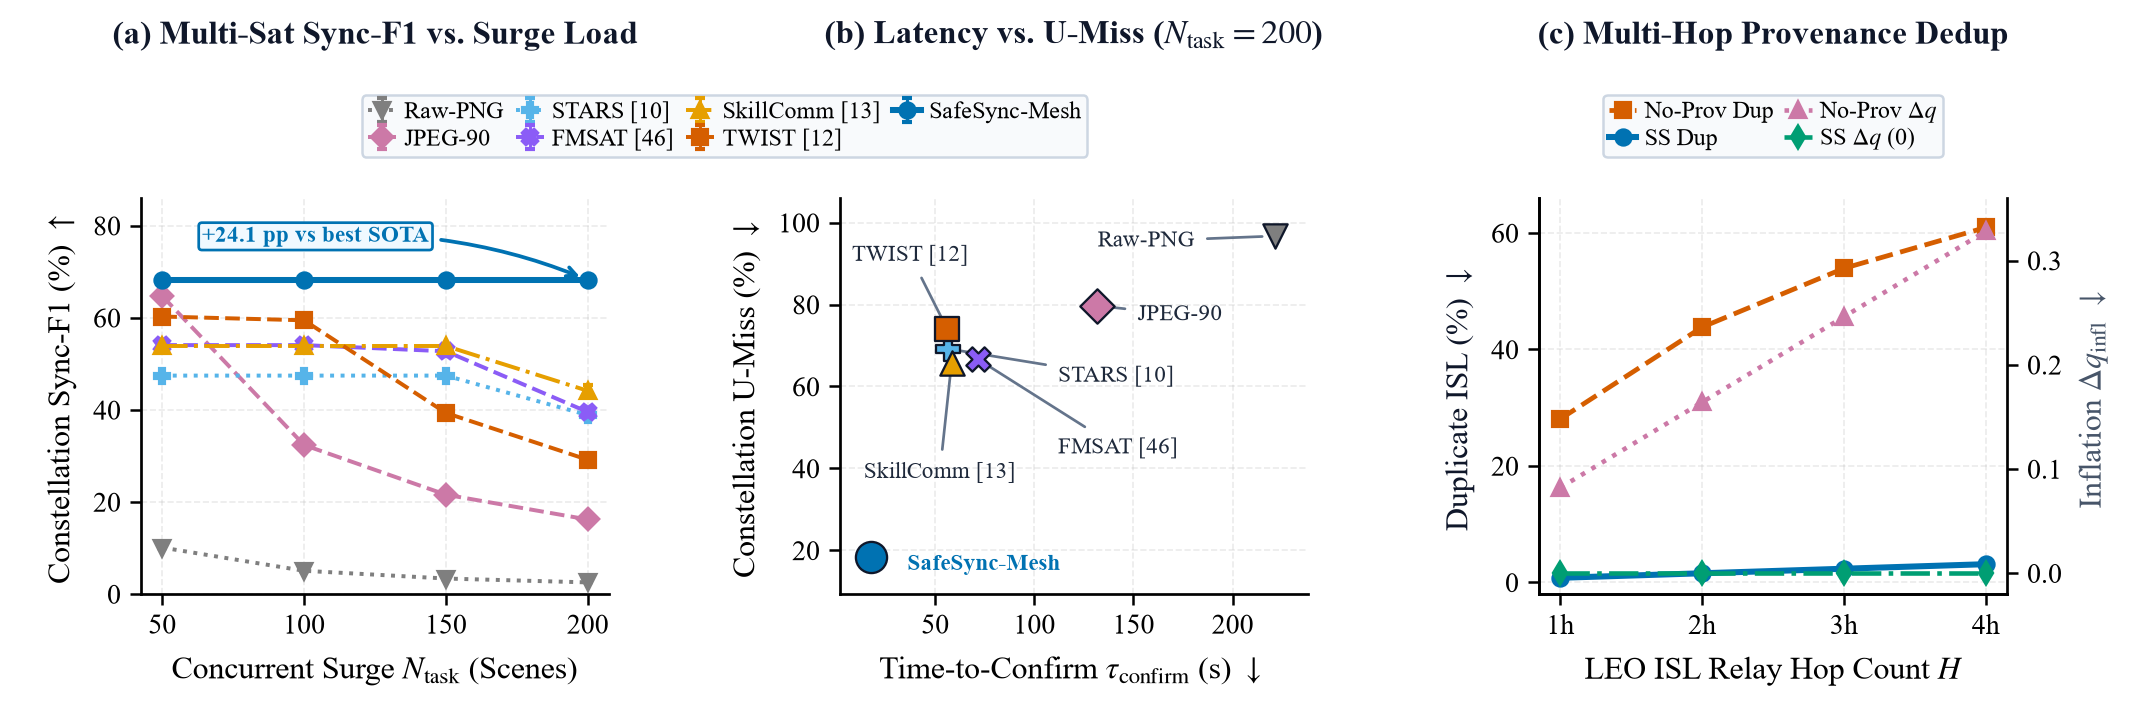 (a) Multi-Sat Sync-F1 vs. Surge Load
(b) Latency vs. U-Miss (N_task = 200)
(c) Multi-Hop Provenance Dedup
Raw-PNG
STARS [10]
SkillComm [13]
SafeSync-Mesh
JPEG-90
FMSAT [46]
TWIST [12]
No-Prov Dup
No-Prov Δq
SS Dup
SS Δq (0)
Constellation Sync-F1 (%) ↑
80
60
40
20
0
+24.1 pp vs best SOTA
50
100
150
200
Concurrent Surge N_task (Scenes)
Constellation U-Miss (%) ↓
100
80
60
40
20
TWIST [12]
Raw-PNG
JPEG-90
STARS [10]
FMSAT [46]
SkillComm [13]
SafeSync-Mesh
50
100
150
200
Time-to-Confirm τ_confirm (s) ↓
Duplicate ISL (%) ↓
60
40
20
0
1h
2h
3h
4h
LEO ISL Relay Hop Count H
0.3
0.2
0.1
0.0
Inflation Δq_infl ↓